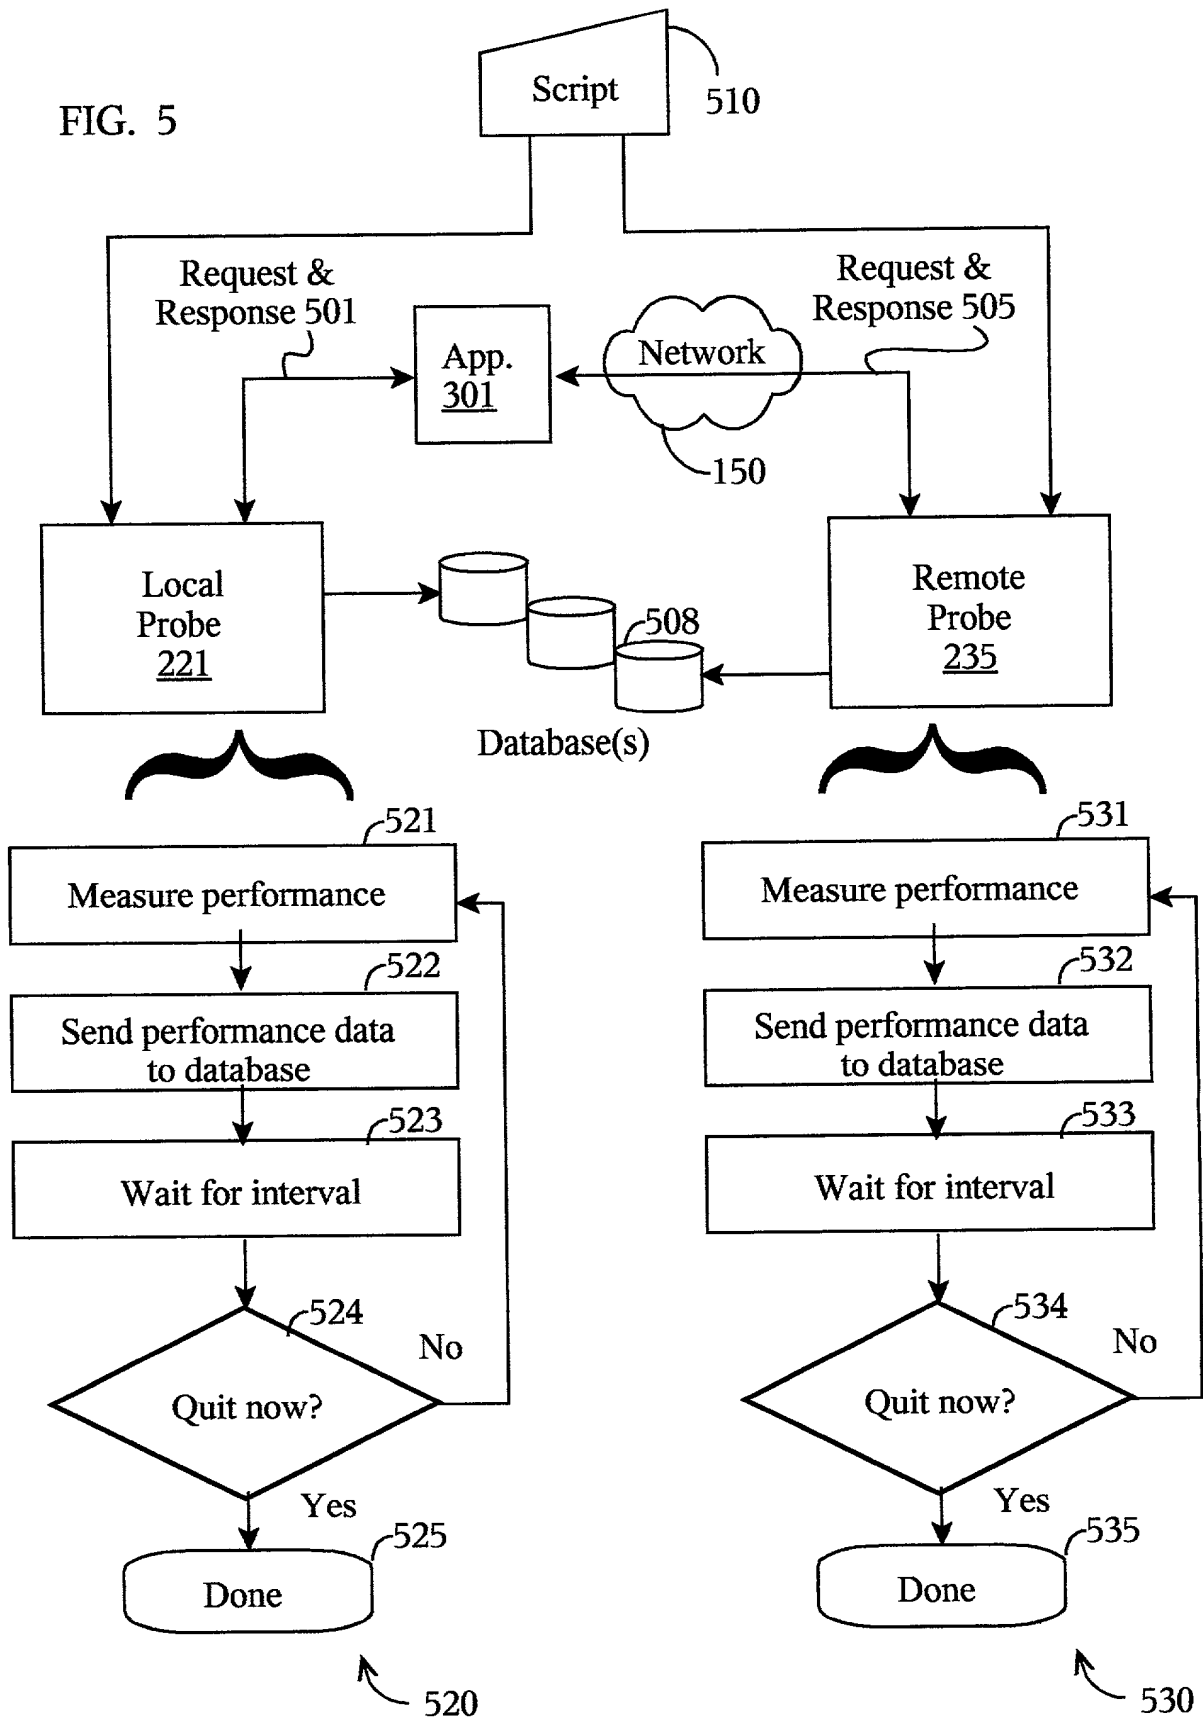 FIG. 5
Script
510
Request &
Response 501
App.
301
Network
150
Request &
Response 505
Local
Probe
221
508
Database(s)
Remote
Probe
235
521
Measure performance
522
Send performance data
to database
523
Wait for interval
524
Quit now?
No
Yes
525
Done
520
531
Measure performance
532
Send performance data
to database
533
Wait for interval
534
Quit now?
No
Yes
535
Done
530